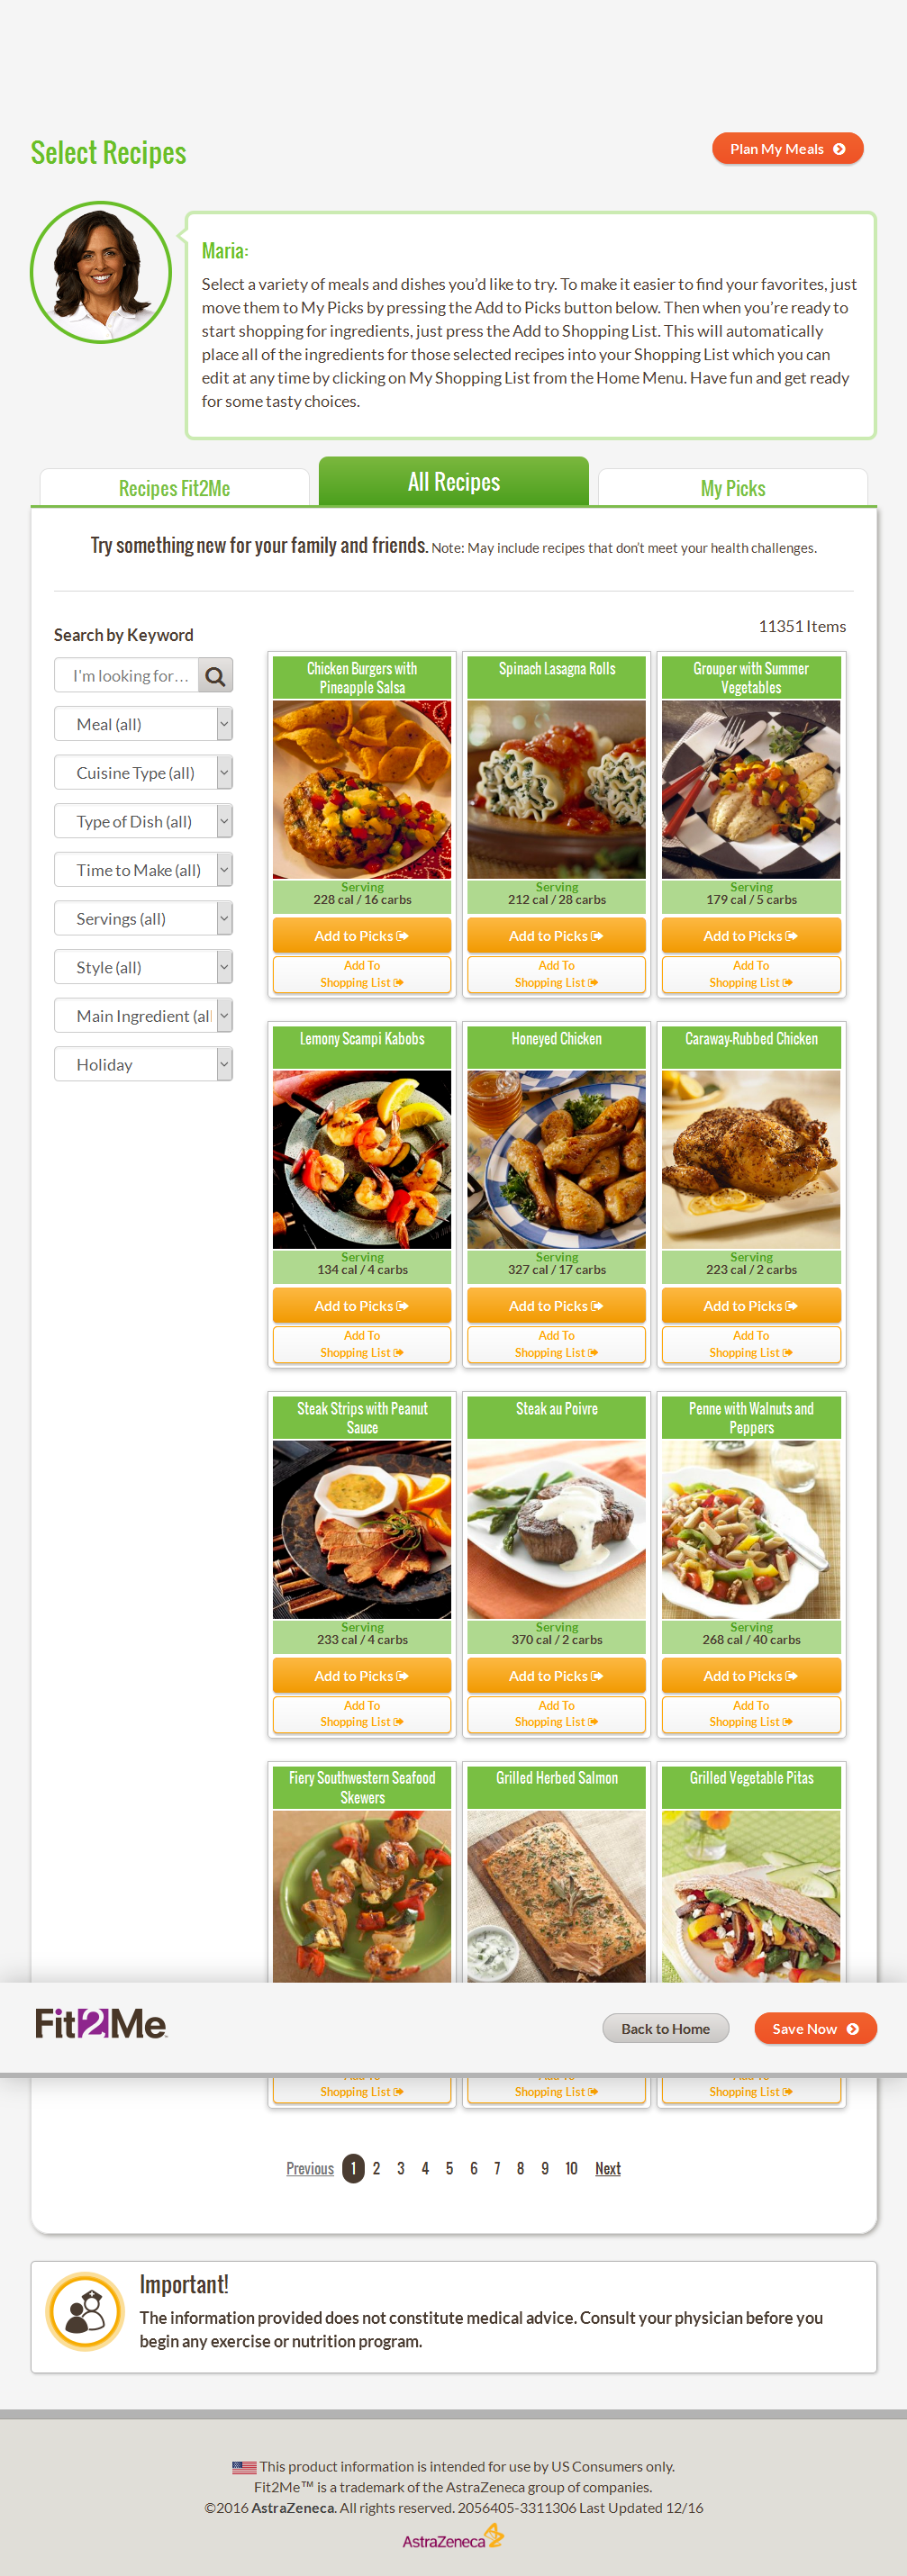 Select Recipes
Plan My Meals
Maria:
Select a variety of meals and dishes you'd like to try. To make it easier to find your favorites, just
move them to My Picks by pressing the Add to Picks button below. Then when you're ready to
start shopping for ingredients, just press the Add to Shopping List. This will automatically
place all of the ingredients for those selected recipes into your Shopping List which you can
edit at any time by clicking on My Shopping List from the Home Menu. Have fun and get ready
for some tasty choices.
Recipes Fit2Me
All Recipes
My Picks
Try something new for your family and friends. Note: May include recipes that don't meet your health challenges.
11351 Items
Search by Keyword
I'm looking for...
Meal (all)
Cuisine Type (all)
Type of Dish (all)
Time to Make (all)
Servings (all)
Style (all)
Main Ingredient (all
Holiday
Chicken Burgers with
Pineapple Salsa
Serving
228 cal / 16 carbs
Add to Picks
Add To
Shopping List
Spinach Lasagna Rolls
Serving
212 cal / 28 carbs
Add to Picks
Add To
Shopping List
Grouper with Summer
Vegetables
Serving
179 cal / 5 carbs
Add to Picks
Add To
Shopping List
Lemony Scampi Kabobs
Serving
134 cal / 4 carbs
Add to Picks
Add To
Shopping List
Honeyed Chicken
Serving
327 cal / 17 carbs
Add to Picks
Add To
Shopping List
Caraway-Rubbed Chicken
Serving
223 cal / 2 carbs
Add to Picks
Add To
Shopping List
Steak Strips with Peanut
Sauce
Serving
233 cal / 4 carbs
Add to Picks
Add To
Shopping List
Steak au Poivre
Serving
370 cal / 2 carbs
Add to Picks
Add To
Shopping List
Penne with Walnuts and
Peppers
Serving
268 cal / 40 carbs
Add to Picks
Add To
Shopping List
Fiery Southwestern Seafood
Skewers
Grilled Herbed Salmon
Grilled Vegetable Pitas
Fit2Me
Back to Home
Save Now
Shopping List
Shopping List
Shopping List
Previous 1 2 3 4 5 6 7 8 9 10 Next
Important!
The information provided does not constitute medical advice. Consult your physician before you
begin any exercise or nutrition program.
This product information is intended for use by US Consumers only.
Fit2Me™ is a trademark of the AstraZeneca group of companies.
©2016 AstraZeneca. All rights reserved. 2056405-3311306 Last Updated 12/16
AstraZeneca